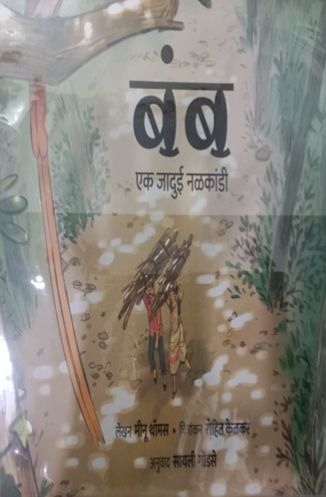 बंब
एक जादुई नळकांडी
लेखन मीनू थॉमस • चित्रांकन रोहित केळकर
अनुवाद सायली गोडसे